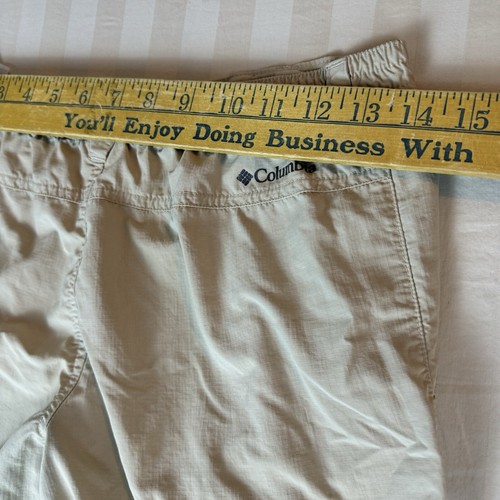 3 4 5 6 7 8 9 10 11 12 13 14 15
You'll Enjoy Doing Business With
Columbia